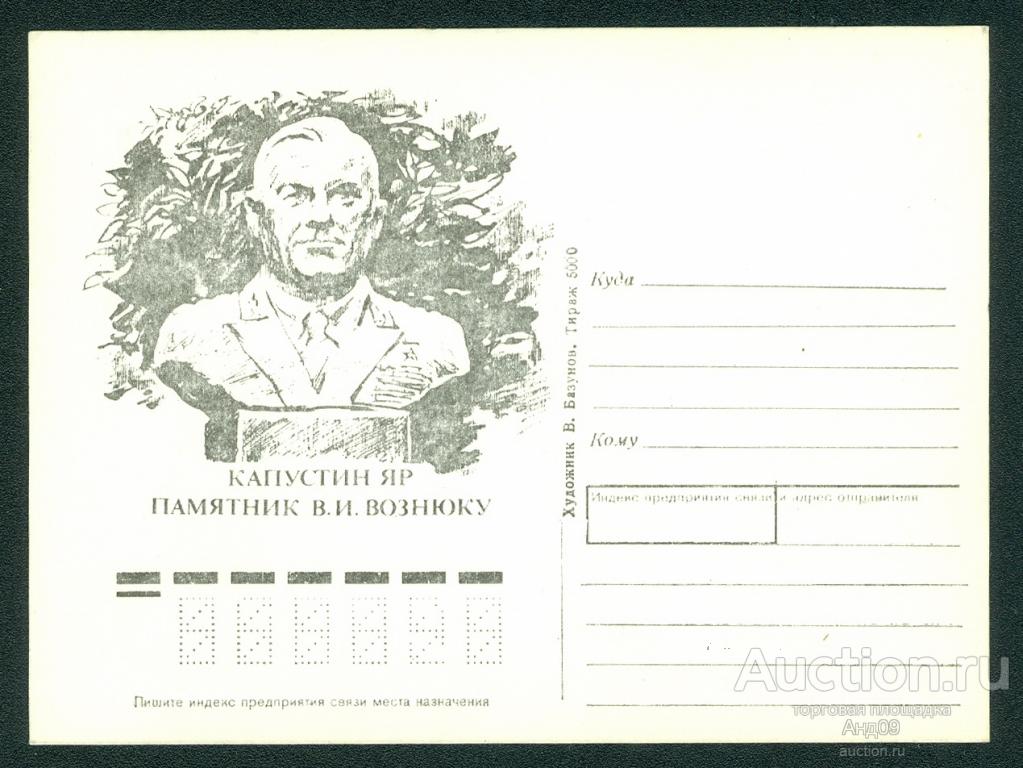 КАПУСТИН ЯР
ПАМЯТНИК В.И. ВОЗНЮКУ
Пишите индекс предприятия связи места назначения
Художник В. Базунов. Тираж 5000
Куда
Кому
Индекс предприятия связи и адрес отправителя
Auction.ru
торговая площадка
Анд09
auction.ru